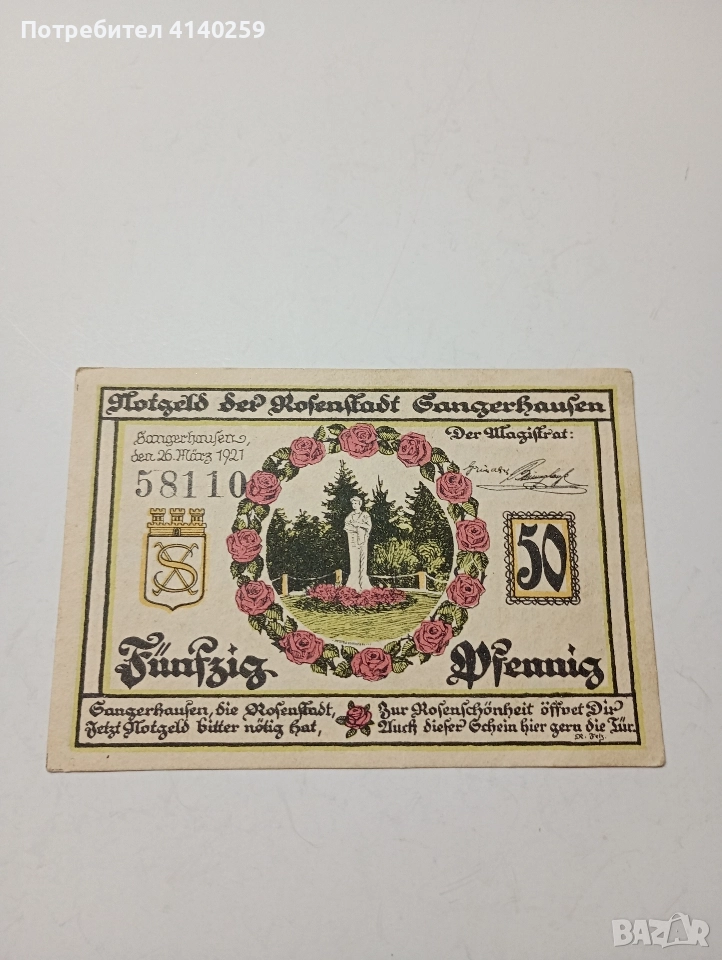 Потребител 4140259
Notgeld der Rosenstadt Sangerhausen
Sangerhausen,
den 26. März 1921
58110
Der Magistrat:
50
Fünfzig Pfennig
Sangerhausen, die Rosenstadt,
Jetzt Notgeld bitter nötig hat,
Zur Rosenschönheit öffnet Dir
Auch dieser Schein hier gern die Tür.
BAZAR